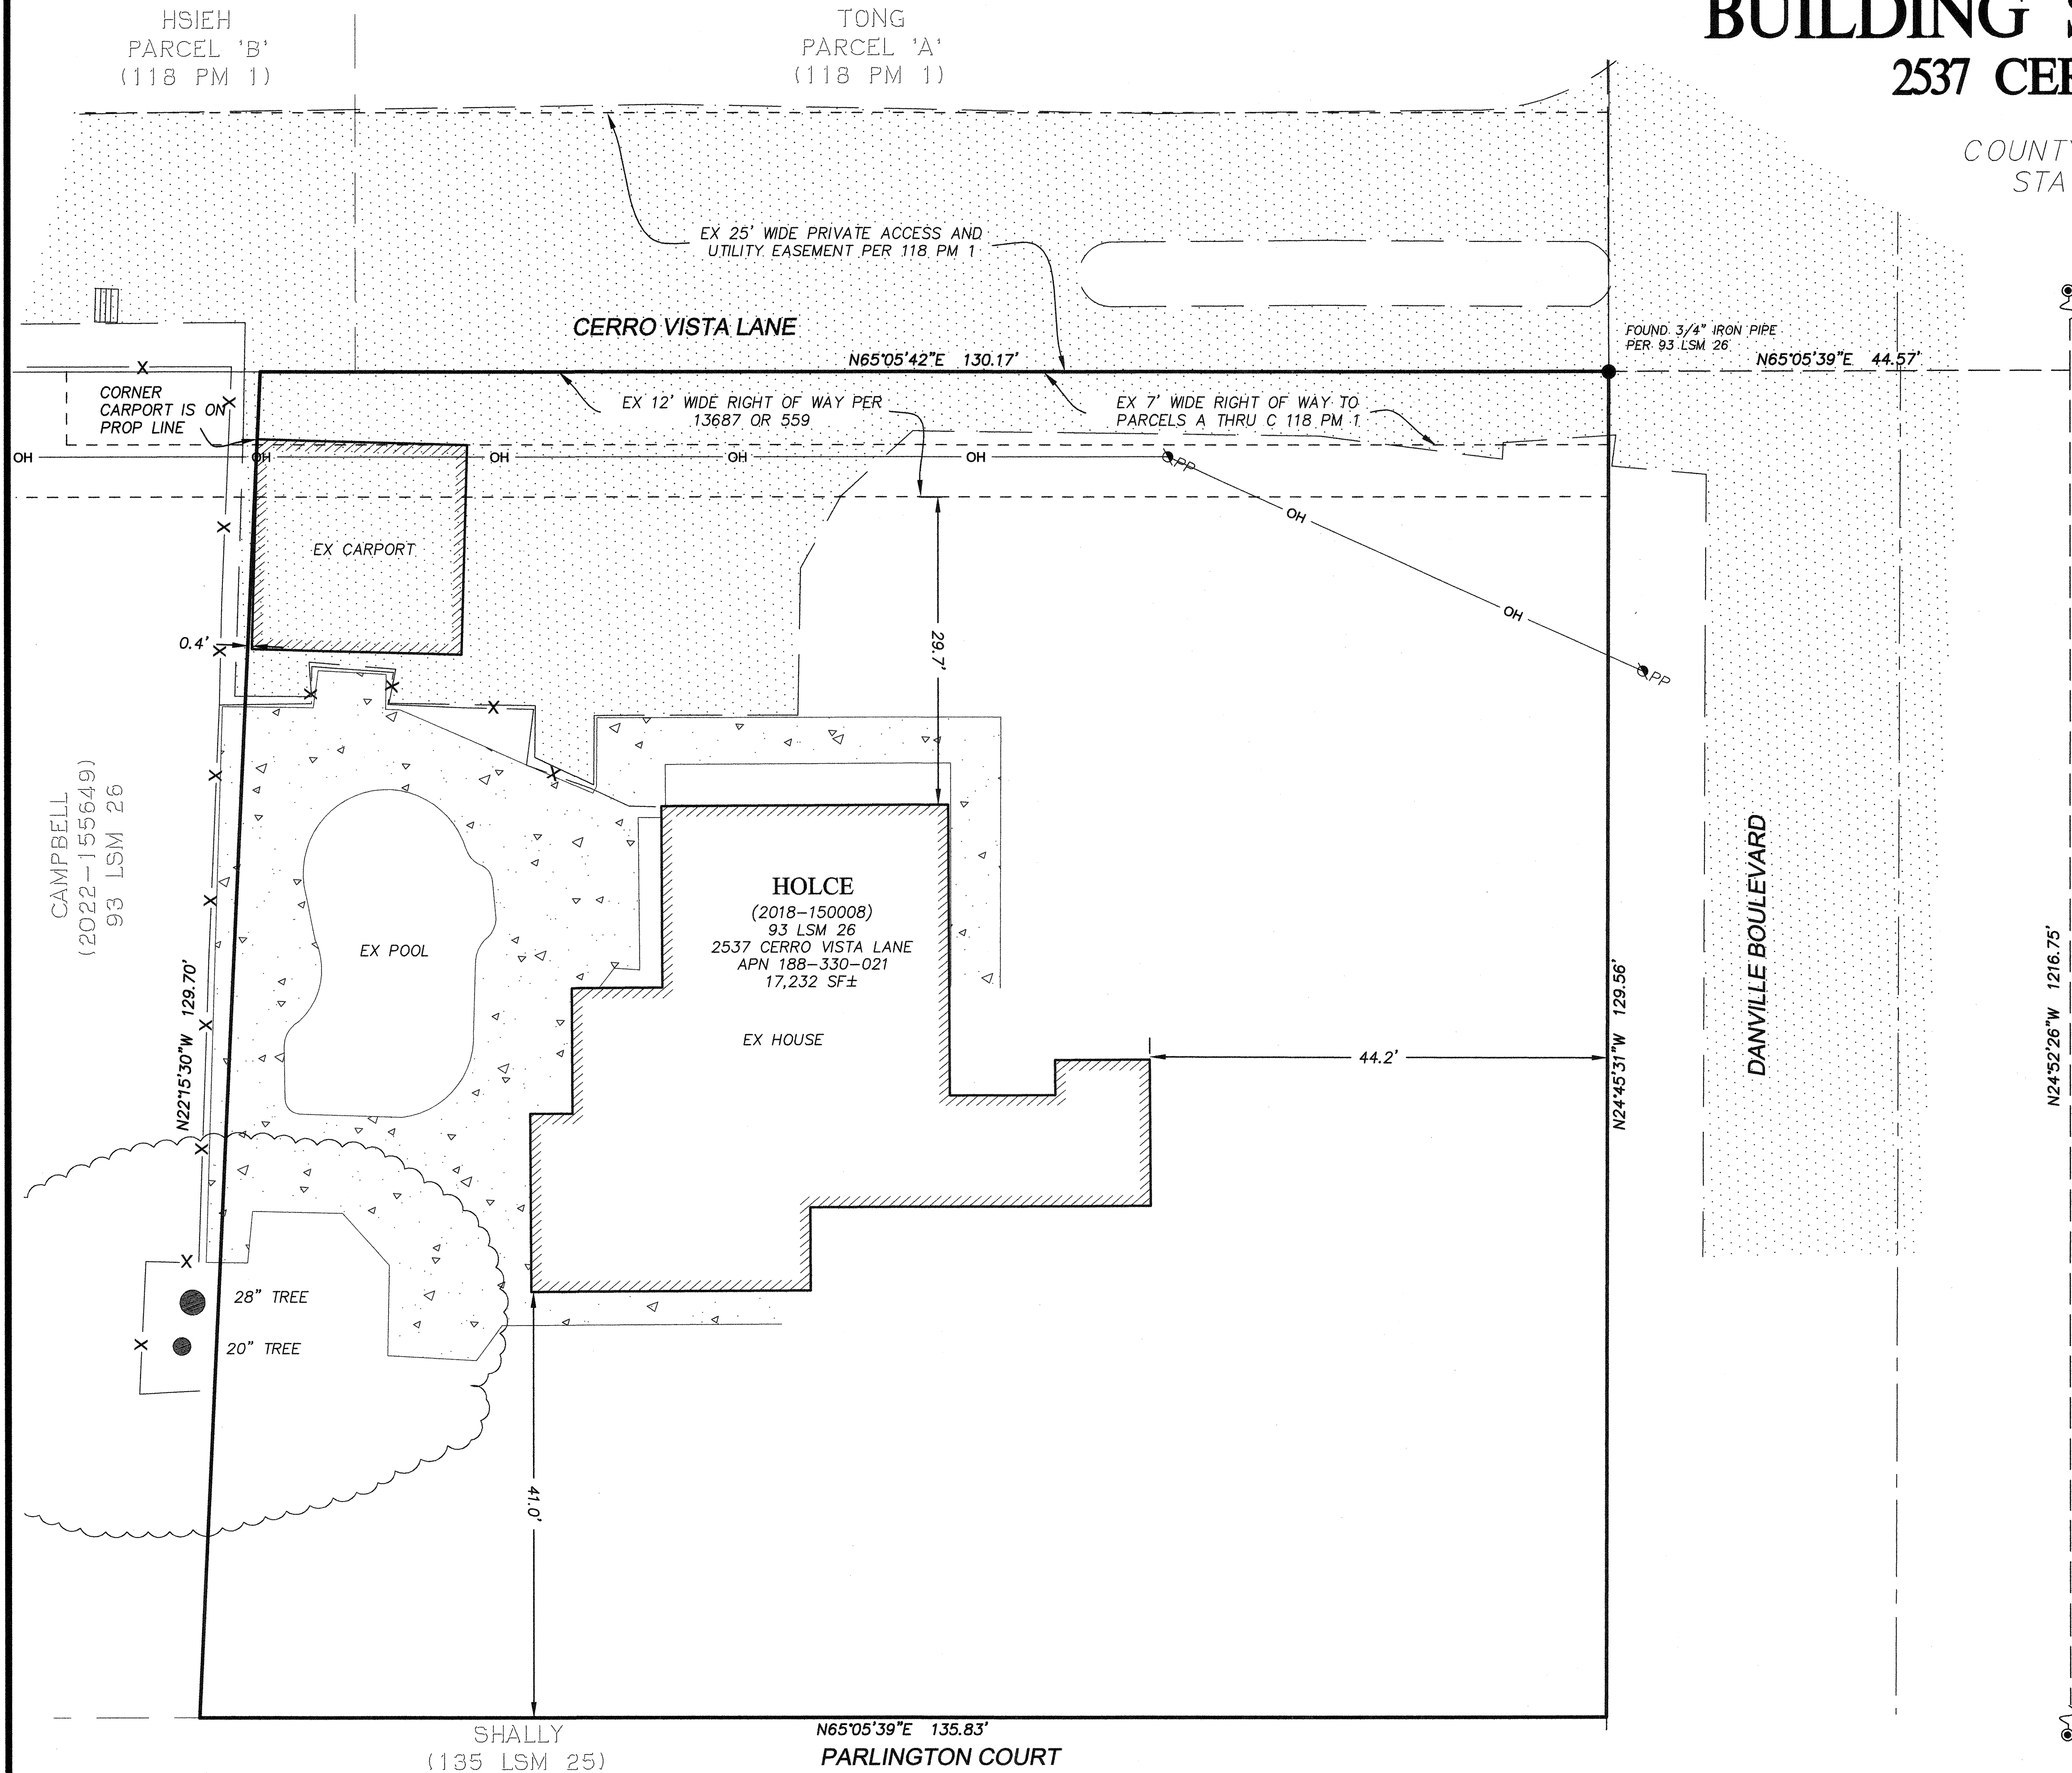 HSIEH
PARCEL 'B'
(118 PM 1)
TONG
PARCEL 'A'
(118 PM 1)
BUILDING
2537
COUNTY
EX 25' WIDE PRIVATE ACCESS AND
UTILITY EASEMENT PER 118 PM 1
CERRO VISTA LANE
FOUND 3/4" IRON PIPE
PER 93 LSM 26
N65°05'42"E 130.17'
N65°05'39"E 44.57'
X
CORNER
CARPORT IS ON
PROP LINE
X
EX 12' WIDE RIGHT OF WAY PER
13687 OR 559
EX 7' WIDE RIGHT OF WAY TO
PARCELS A THRU C 118 PM 1
OH
OH
OH
OH
OH
PP
X
OH
EX CARPORT
OH
0.4'
X
29.7'
PP
X
X
X
X
X
CAMPBELL
(2022-155649)
93 LSM 26
X
EX POOL
HOLCE
(2018-150008)
93 LSM 26
2537 CERRO VISTA LANE
APN 188-330-021
17,232 SF±
EX HOUSE
DANVILLE BOULEVARD
N22°15'30"W 129.70'
X
X
44.2'
N24°45'31"W 129.56'
N24°52'26"W 1216.75'
X
28" TREE
X
20" TREE
41.0'
SHALLY
(135 LSM 25)
N65°05'39"E 135.83'
PARLINGTON COURT